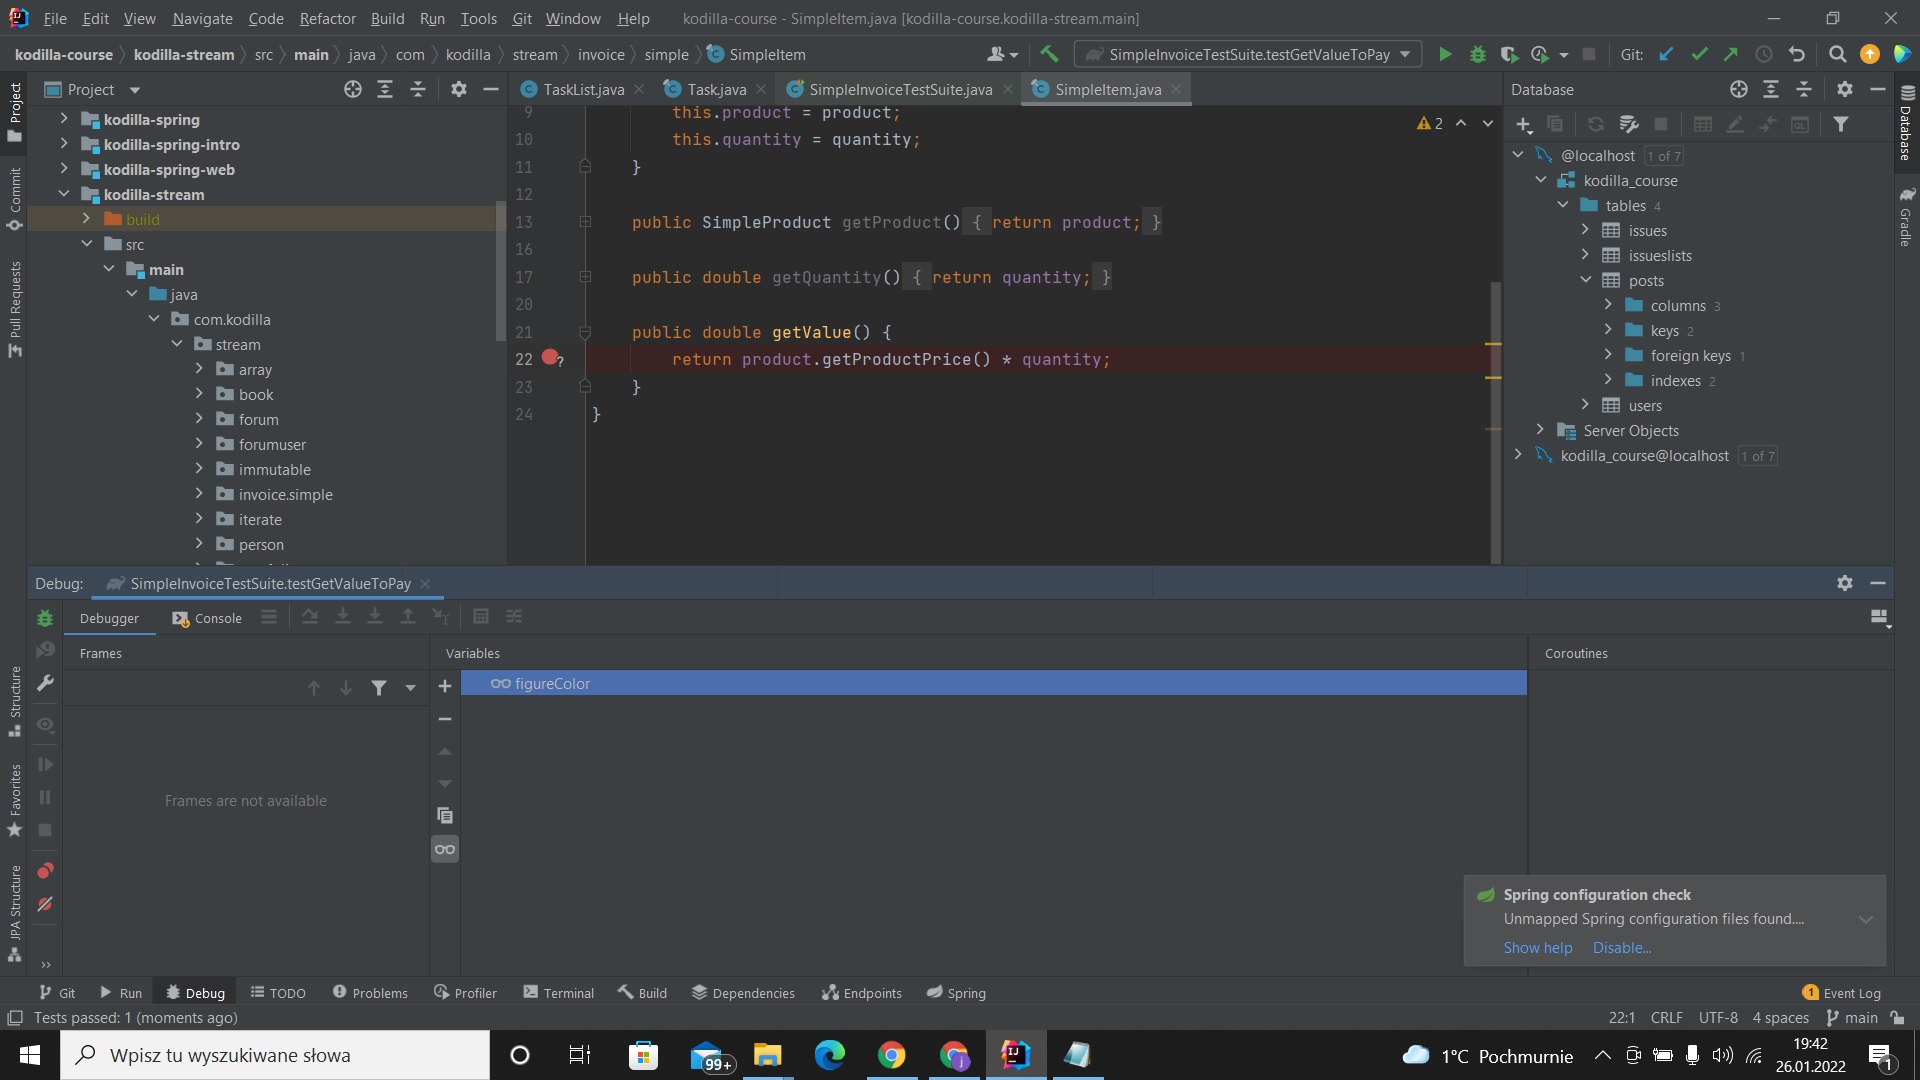 File Edit View Navigate Code Refactor Build Run Tools Git Window Help kodilla-course - SimpleItem.java [kodilla-course.kodilla-stream.main]
kodilla-course kodilla-stream src main java com kodilla stream invoice simple SimpleItem SimpleInvoiceTestSuite.testGetValueToPay Git:
Project
Project
TaskList.java Task.java SimpleInvoiceTestSuite.java SimpleItem.java
Database
kodilla-spring
kodilla-spring-intro
kodilla-spring-web
kodilla-stream
build
src
main
java
com.kodilla
stream
array
book
forum
forumuser
immutable
invoice.simple
iterate
person
Commit
Pull Requests
Structure
Favorites
JPA Structure
9 this.product = product;
10 this.quantity = quantity;
11 }
12
13 public SimpleProduct getProduct() { return product; }
16
17 public double getQuantity() { return quantity; }
20
21 public double getValue() {
22 return product.getProductPrice() * quantity;
23 }
24 }
2
@localhost 1 of 7
kodilla_course
tables 4
issues
issueslists
posts
columns 3
keys 2
foreign keys 1
indexes 2
users
Server Objects
kodilla_course@localhost 1 of 7
Database
Gradle
Debug: SimpleInvoiceTestSuite.testGetValueToPay
Debugger Console
Frames Variables Coroutines
figureColor
Frames are not available
Spring configuration check
Unmapped Spring configuration files found....
Show help Disable...
Git Run Debug TODO Problems Profiler Terminal Build Dependencies Endpoints Spring 1 Event Log
Tests passed: 1 (moments ago) 22:1 CRLF UTF-8 4 spaces main
Wpisz tu wyszukiwane słowa 99+ 1°C Pochmurnie 19:42
26.01.2022 1